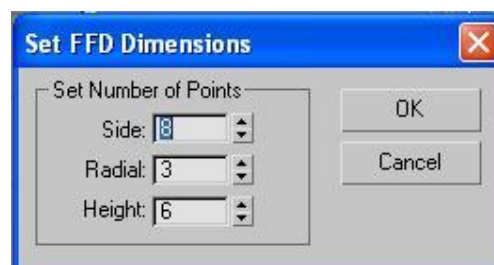 Set FFD Dimensions
Set Number of Points
Side: 8
Radial: 3
Height: 6
OK
Cancel